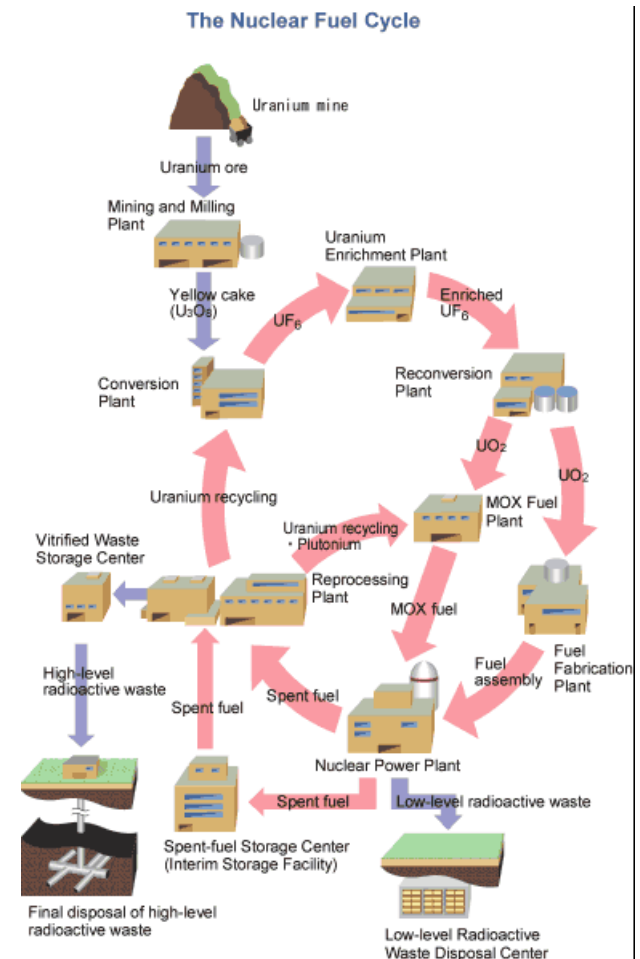 The Nuclear Fuel Cycle
Uranium mine
Uranium ore
Mining and Milling
Plant
Uranium
Enrichment Plant
Yellow cake
(U₃O₈)
UF₆
Enriched
UF₆
Conversion
Plant
Reconversion
Plant
UO₂
UO₂
Uranium recycling
Uranium recycling
・Plutonium
MOX Fuel
Plant
Vitrified Waste
Storage Center
Reprocessing
Plant
MOX fuel
High-level
radioactive waste
Spent fuel
Spent fuel
Fuel
assembly
Fuel
Fabrication
Plant
Nuclear Power Plant
Spent fuel
Low-level radioactive waste
Spent-fuel Storage Center
(Interim Storage Facility)
Final disposal of high-level
radioactive waste
Low-level Radioactive
Waste Disposal Center